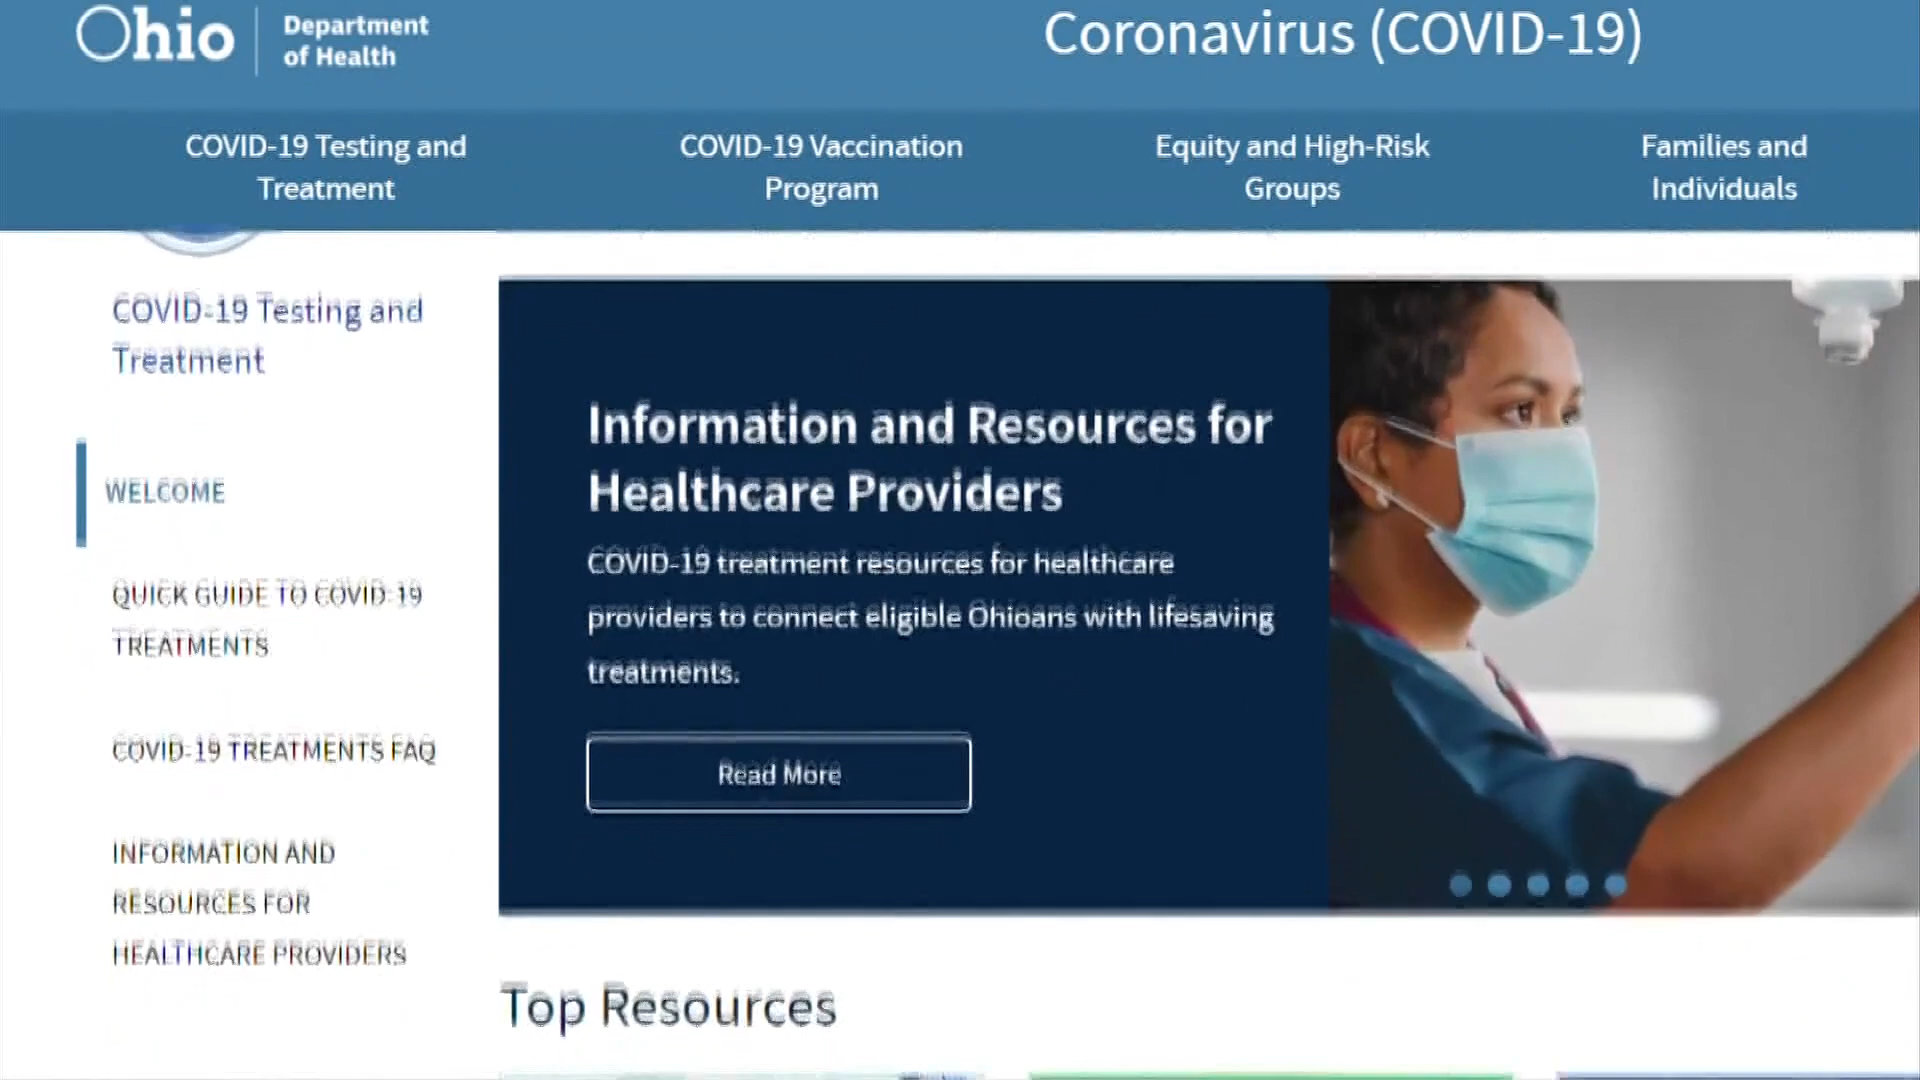 Ohio
Department
of Health
Coronavirus (COVID-19)
COVID-19 Testing and
Treatment
COVID-19 Vaccination
Program
Equity and High-Risk
Groups
Families and
Individuals
COVID-19 Testing and
Treatment
WELCOME
QUICK GUIDE TO COVID-19
TREATMENTS
COVID-19 TREATMENTS FAQ
INFORMATION AND
RESOURCES FOR
HEALTHCARE PROVIDERS
Information and Resources for
Healthcare Providers
COVID-19 treatment resources for healthcare
providers to connect eligible Ohioans with lifesaving
treatments.
Read More
Top Resources